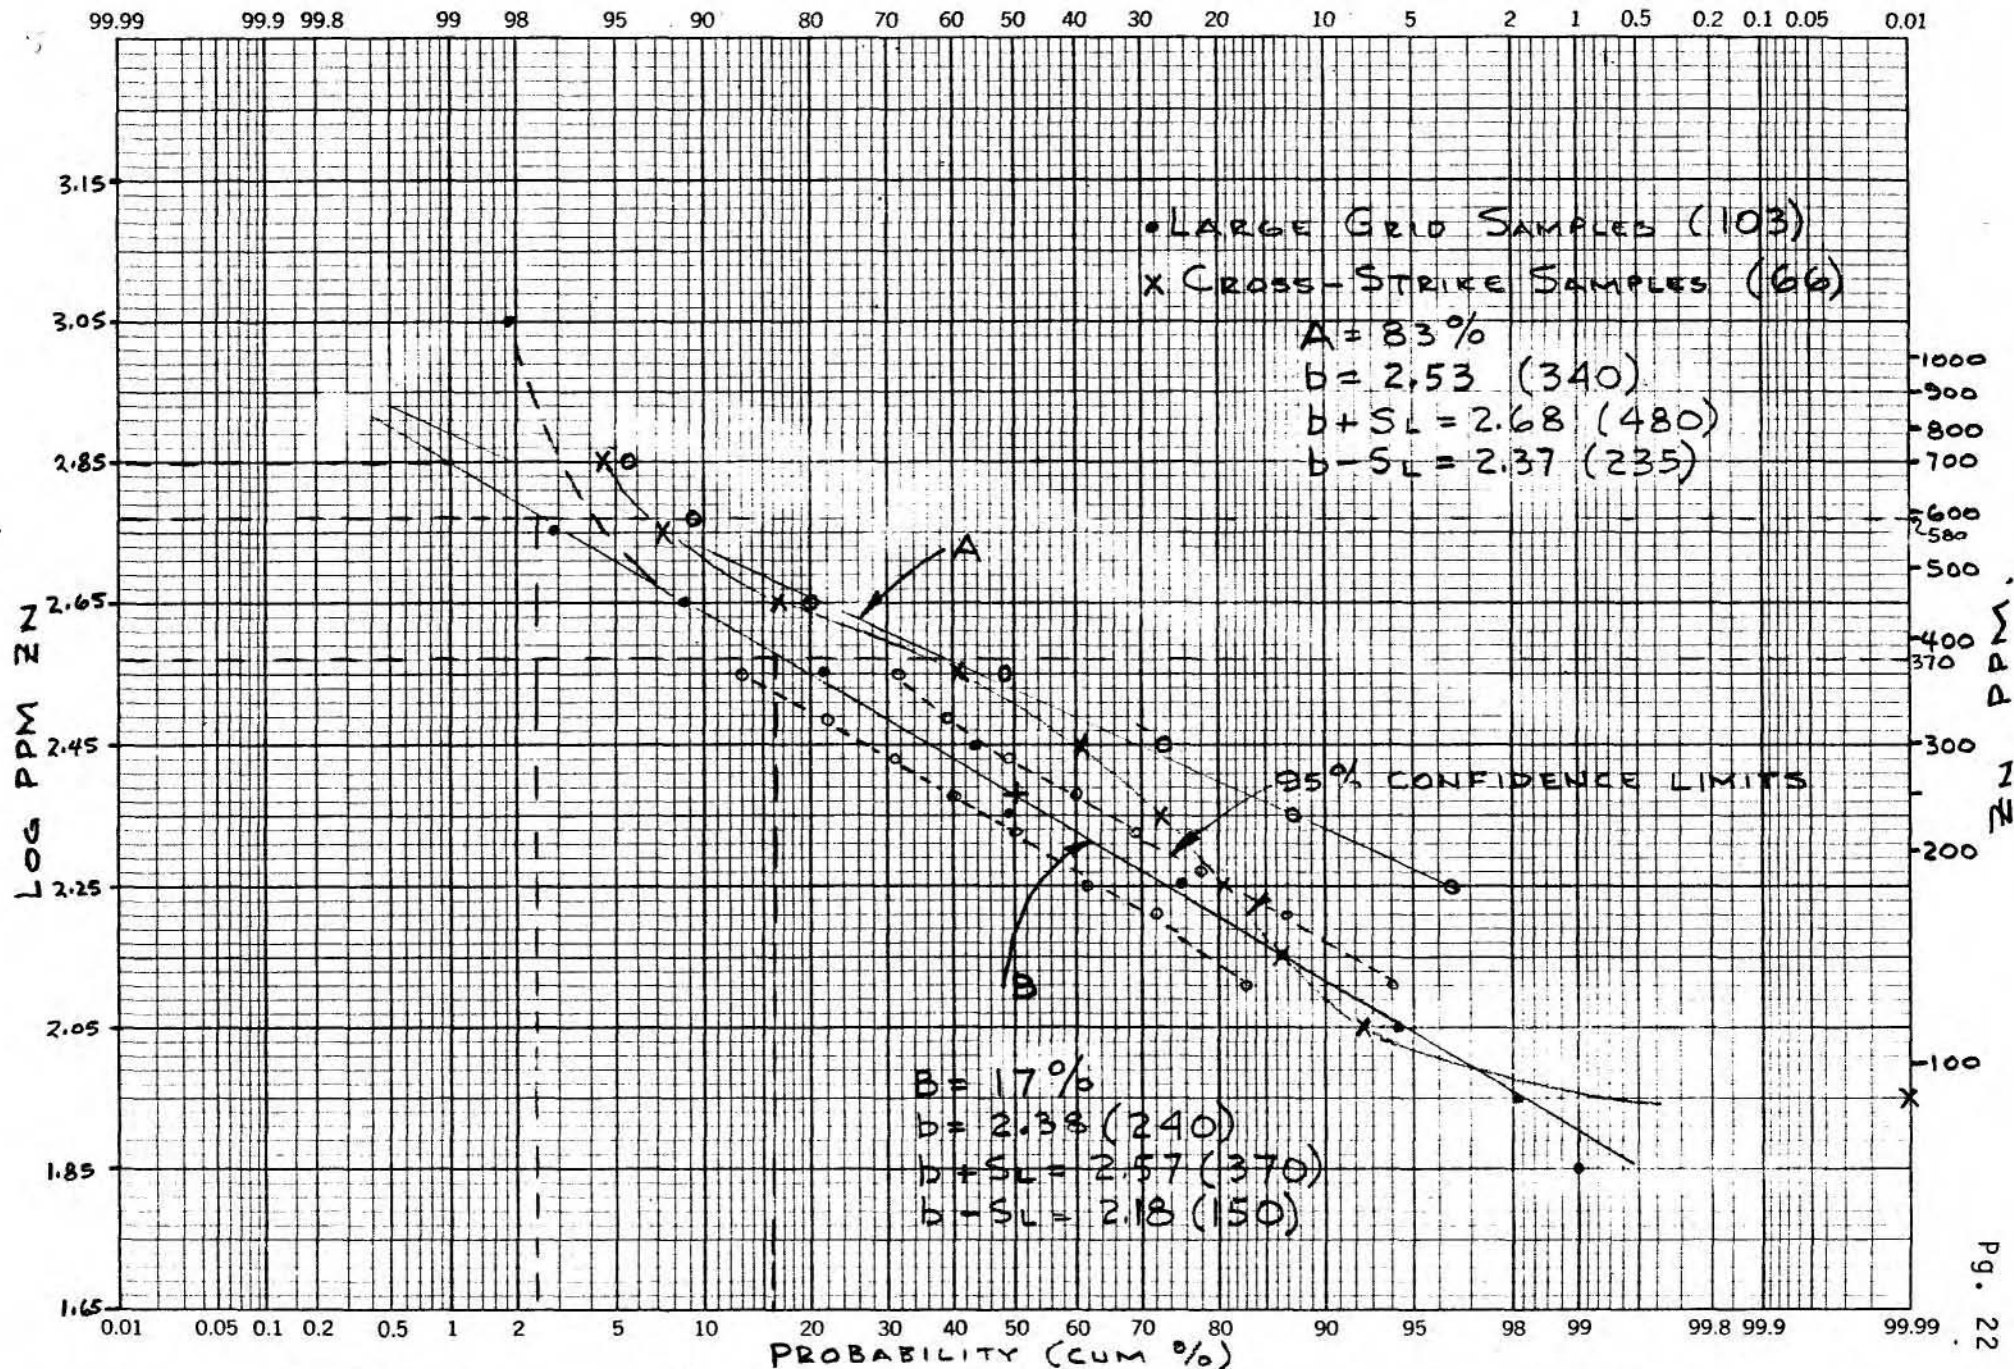 99.99 99.9 99.8 99 98 95 90 80 70 60 50 40 30 20 10 5 2 1 0.5 0.2 0.1 0.05 0.01
3.15
• LARGE GRID SAMPLES (103)
X CROSS-STRIKE SAMPLES (66)
3.05
A = 83%
b = 2.53 (340)
b + SL = 2.68 (480)
b - SL = 2.37 (235)
1000
900
800
2.85
700
600
580
A
500
2.65
400
370
2.45
300
95% CONFIDENCE LIMITS
200
2.25
B
2.05
100
B = 17%
b = 2.38 (240)
b + SL = 2.57 (370)
b - SL = 2.18 (150)
1.85
1.65
LOG PPM ZN
ZN PPM
0.01 0.05 0.1 0.2 0.5 1 2 5 10 20 30 40 50 60 70 80 90 95 98 99 99.8 99.9 99.99
PROBABILITY (CUM %)
Pg. 22